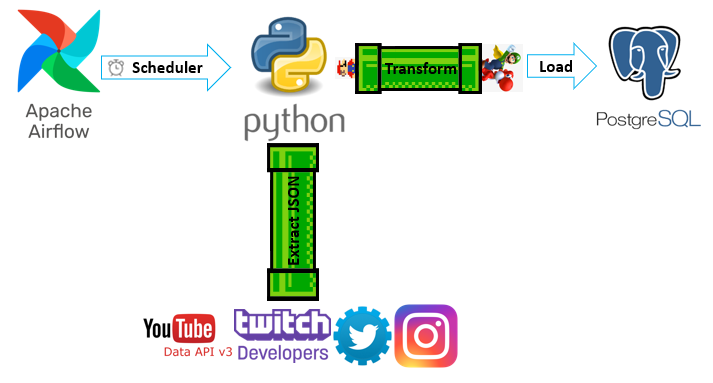 Apache
Airflow
Scheduler
python
Transform
Load
PostgreSQL
Extract JSON
YouTube
Data API v3
twitch
Developers